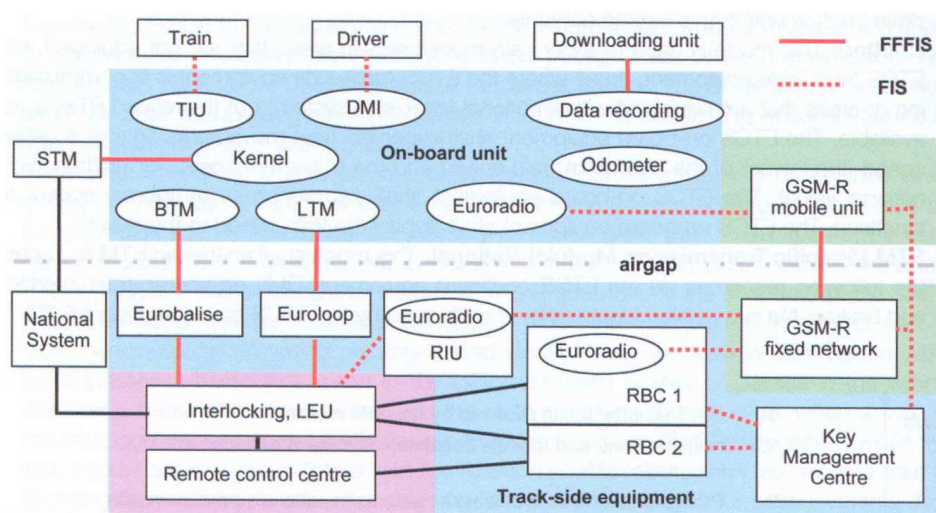 Train
Driver
Downloading unit
FFFIS
FIS
TIU
DMI
Data recording
STM
Kernel
On-board unit
Odometer
BTM
LTM
Euroradio
GSM-R
mobile unit
airgap
National
System
Eurobalise
Euroloop
Euroradio
RIU
Euroradio
GSM-R
fixed network
Interlocking, LEU
RBC 1
RBC 2
Key
Management
Centre
Remote control centre
Track-side equipment